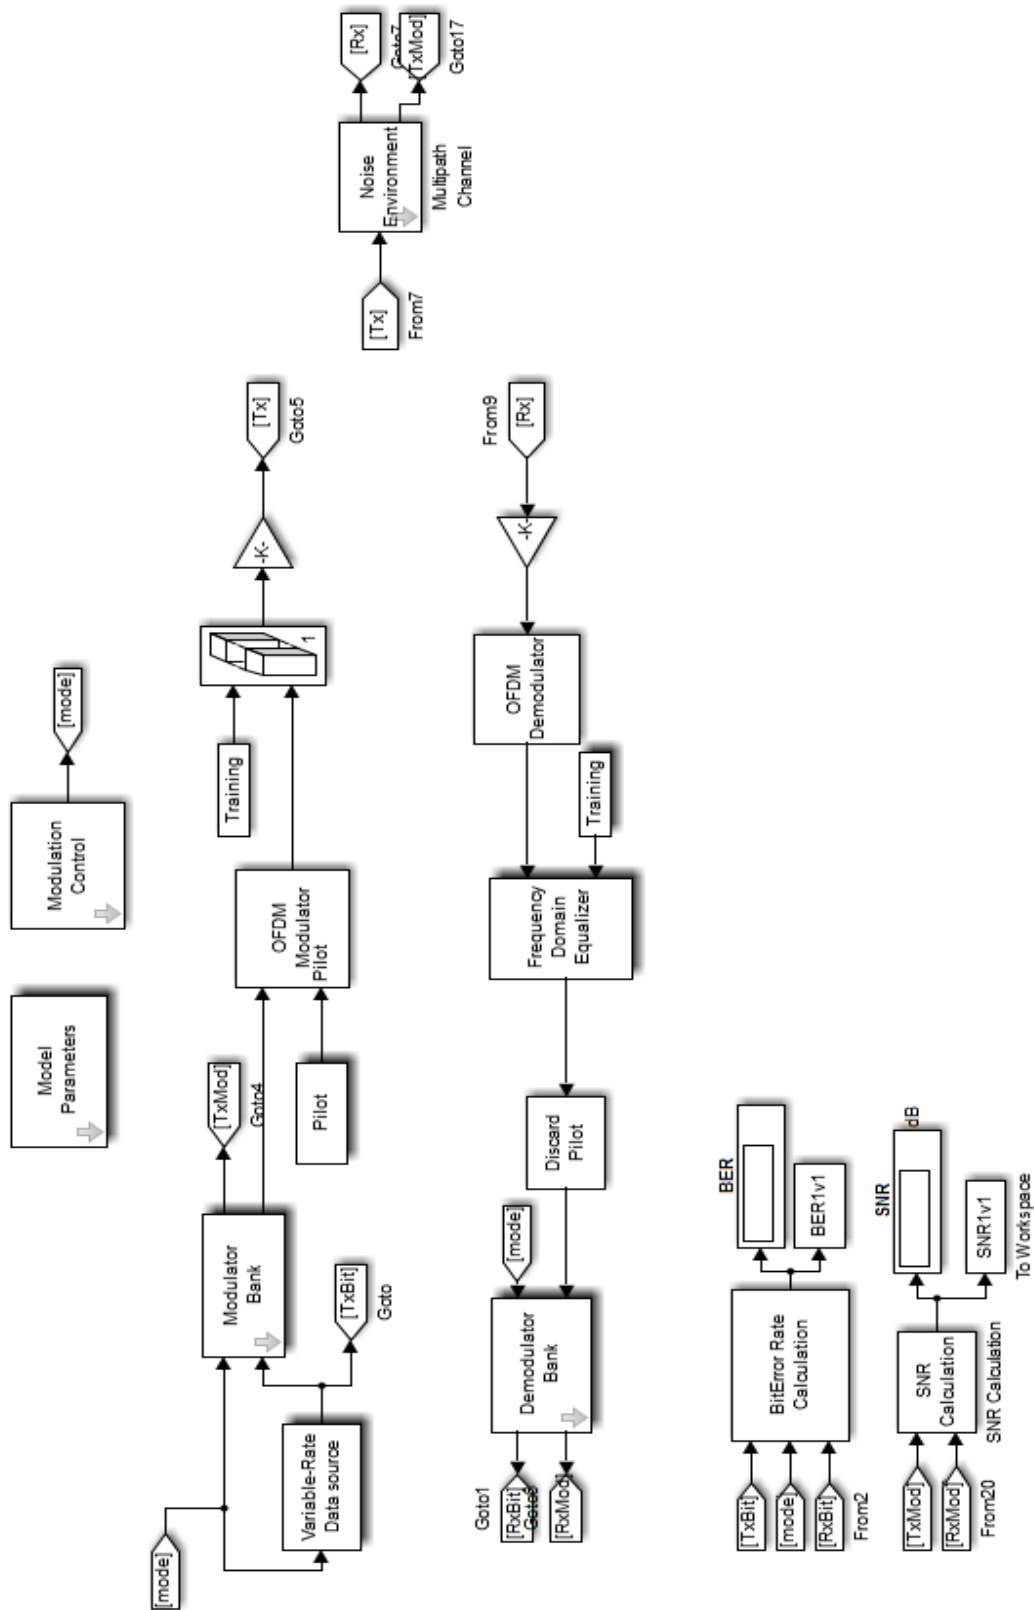 Model
Parameters
Modulation
Control
[mode]
[mode]
Variable-Rate
Data source
[TxBit]
Goto
Modulator
Bank
[TxMod]
Goto4
Pilot
OFDM
Modulator
Pilot
Training
1
-K-
[Tx]
Goto5
[Tx]
From7
Noise
Environment
Multipath
Channel
[Rx]
Goto7
[TxMod]
Goto17
Goto1
[RxBit]
[RxMod]
Demodulator
Bank
[mode]
Discard
Pilot
Frequency
Domain
Equalizer
Training
OFDM
Demodulator
-K-
From9
[Rx]
[TxBit]
[mode]
[RxBit]
From2
BitError Rate
Calculation
BER
BER1v1
[TxMod]
[RxMod]
From20
SNR
Calculation
SNR Calculation
SNR
dB
SNR1v1
To Workspace